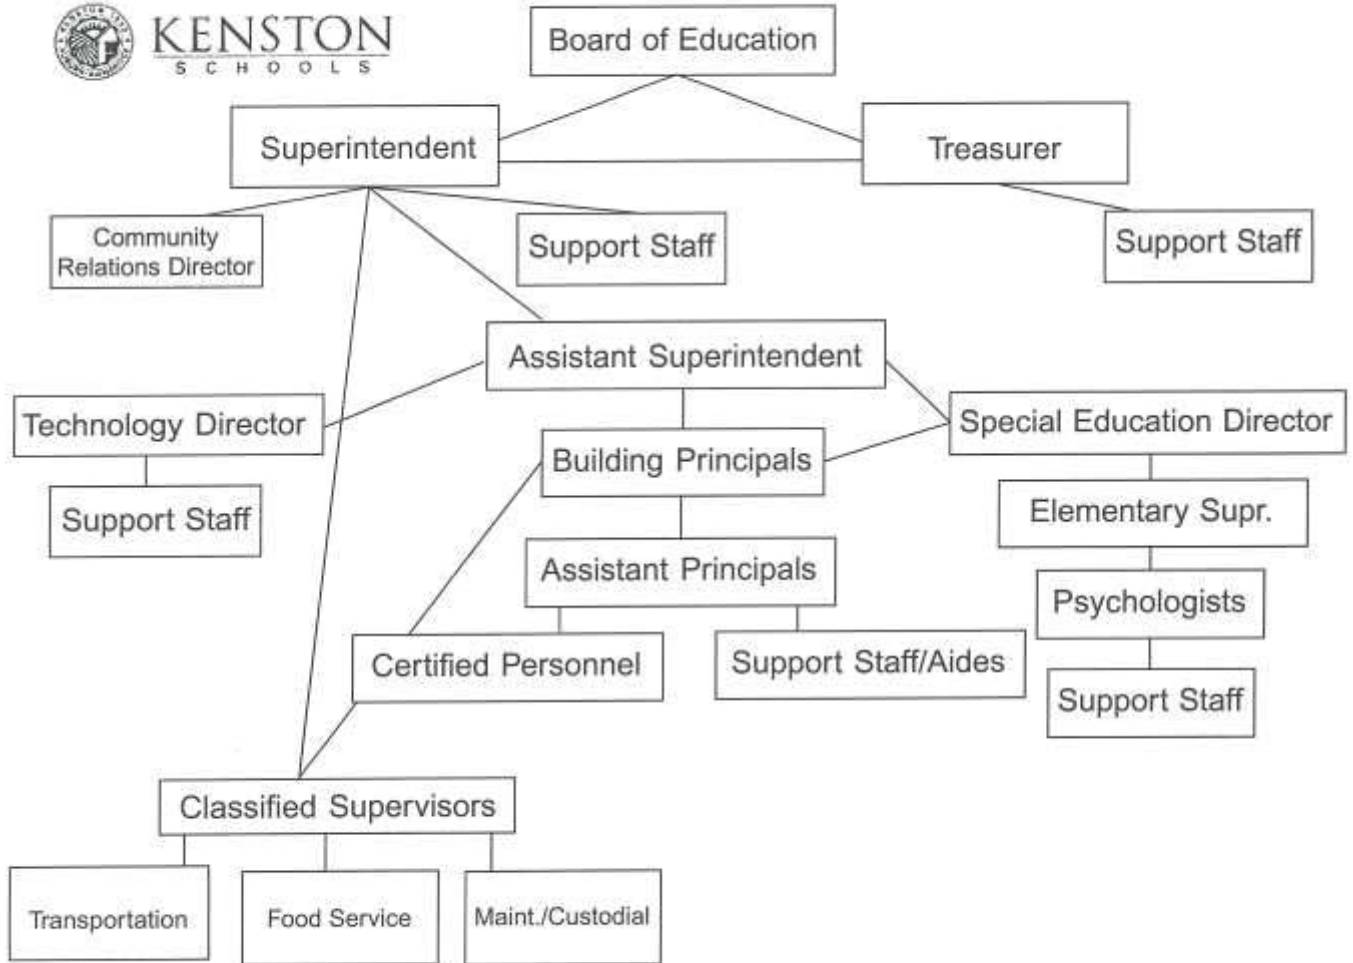 KENSTON
SCHOOLS
Board of Education
Superintendent
Treasurer
Community
Relations Director
Support Staff
Support Staff
Assistant Superintendent
Technology Director
Special Education Director
Building Principals
Support Staff
Elementary Supr.
Assistant Principals
Psychologists
Certified Personnel
Support Staff/Aides
Support Staff
Classified Supervisors
Transportation
Food Service
Maint./Custodial